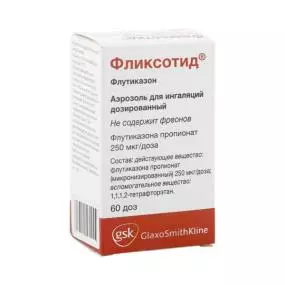 Фликсотид®
Флутиказон
Аэрозоль для ингаляций
дозированный
Не содержит фреонов
Флутиказона пропионат
250 мкг/доза
Состав: действующее вещество:
флутиказона пропионат
(микронизированный) 250 мкг/доза;
вспомогательное вещество:
1,1,1,2-тетрафторэтан.
60 доз
gsk GlaxoSmithKline